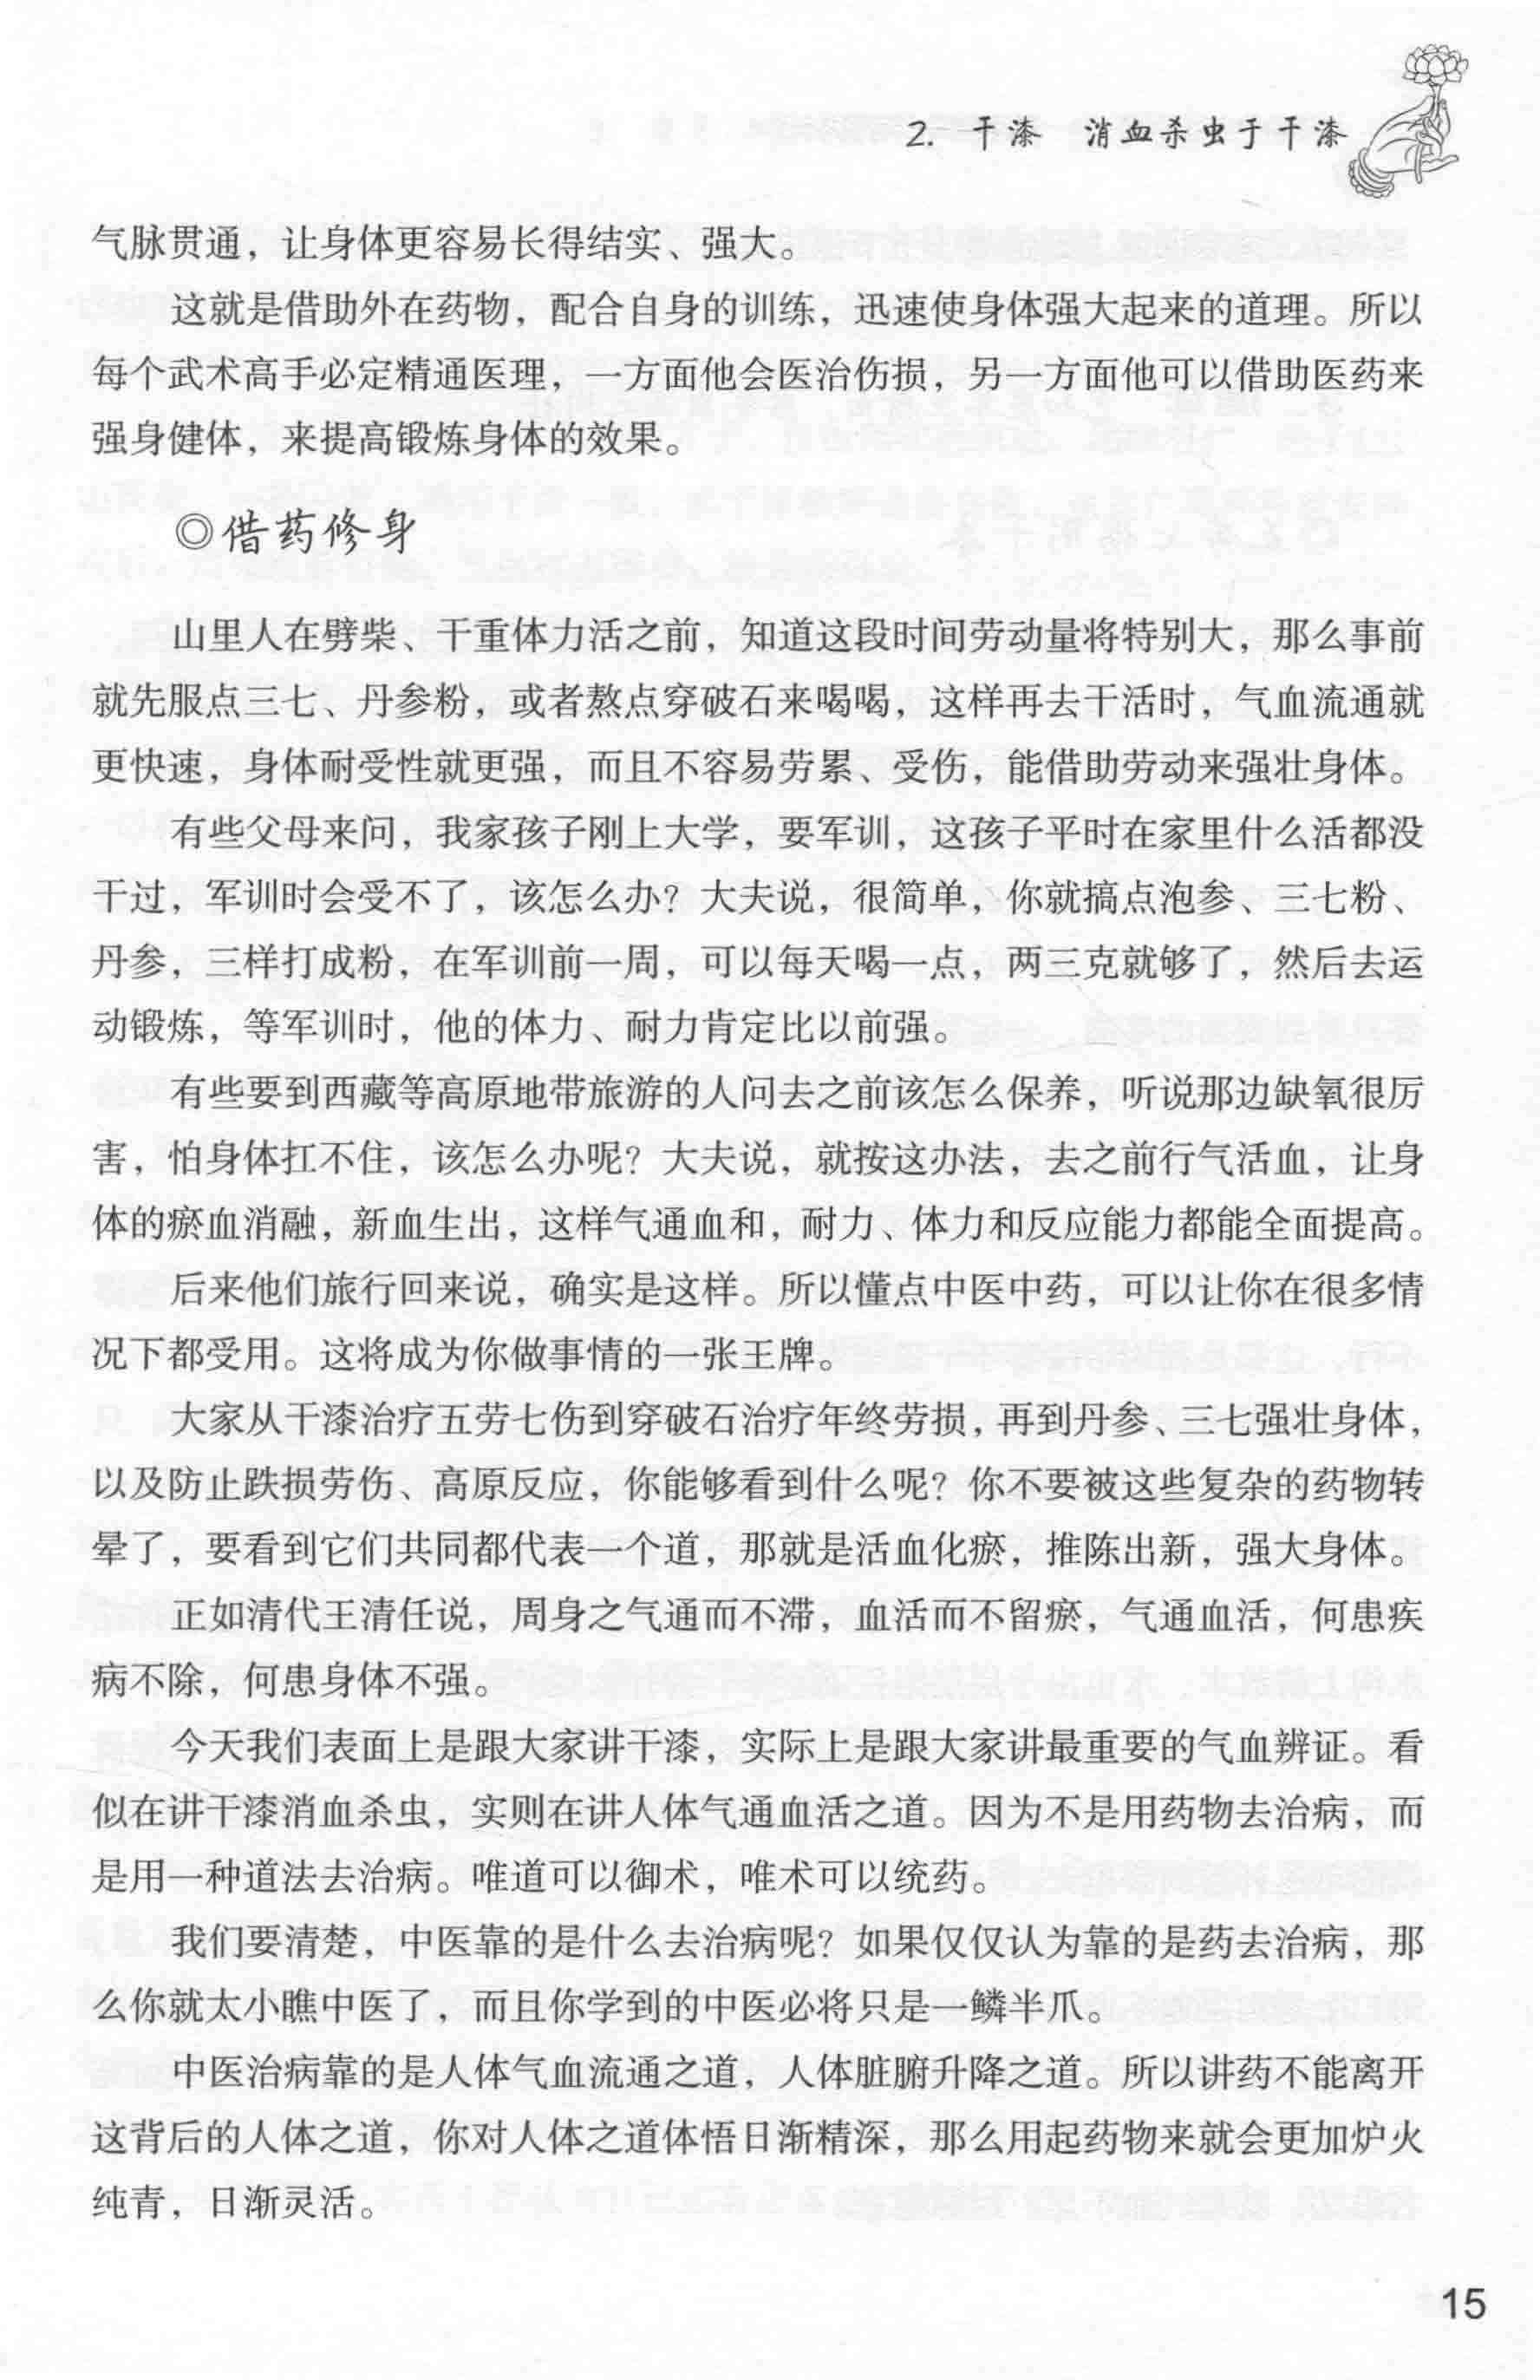 2. 干漆　消血杀虫于干漆
气脉贯通，让身体更容易长得结实、强大。
这就是借助外在药物，配合自身的训练，迅速使身体强大起来的道理。所以
每个武术高手必定精通医理，一方面他会医治伤损，另一方面他可以借助医药来
强身健体，来提高锻炼身体的效果。
◎借药修身
山里人在劈柴、干重体力活之前，知道这段时间劳动量将特别大，那么事前
就先服点三七、丹参粉，或者熬点穿破石来喝喝，这样再去干活时，气血流通就
更快速，身体耐受性就更强，而且不容易劳累、受伤，能借助劳动来强壮身体。
有些父母来问，我家孩子刚上大学，要军训，这孩子平时在家里什么活都没
干过，军训时会受不了，该怎么办？大夫说，很简单，你就搞点泡参、三七粉、
丹参，三样打成粉，在军训前一周，可以每天喝一点，两三克就够了，然后去运
动锻炼，等军训时，他的体力、耐力肯定比以前强。
有些要到西藏等高原地带旅游的人问去之前该怎么保养，听说那边缺氧很厉
害，怕身体扛不住，该怎么办呢？大夫说，就按这办法，去之前行气活血，让身
体的瘀血消融，新血生出，这样气通血和，耐力、体力和反应能力都能全面提高。
后来他们旅行回来说，确实是这样。所以懂点中医中药，可以让你在很多情
况下都受用。这将成为你做事情的一张王牌。
大家从干漆治疗五劳七伤到穿破石治疗年终劳损，再到丹参、三七强壮身体，
以及防止跌损劳伤、高原反应，你能够看到什么呢？你不要被这些复杂的药物转
晕了，要看到它们共同都代表一个道，那就是活血化瘀，推陈出新，强大身体。
正如清代王清任说，周身之气通而不滞，血活而不留瘀，气通血活，何患疾
病不除，何患身体不强。
今天我们表面上是跟大家讲干漆，实际上是跟大家讲最重要的气血辨证。看
似在讲干漆消血杀虫，实则在讲人体气通血活之道。因为不是用药物去治病，而
是用一种道法去治病。唯道可以御术，唯术可以统药。
我们要清楚，中医靠的是什么去治病呢？如果仅仅认为靠的是药去治病，那
么你就太小瞧中医了，而且你学到的中医必将只是一鳞半爪。
中医治病靠的是人体气血流通之道，人体脏腑升降之道。所以讲药不能离开
这背后的人体之道，你对人体之道体悟日渐精深，那么用起药物来就会更加炉火
纯青，日渐灵活。
15